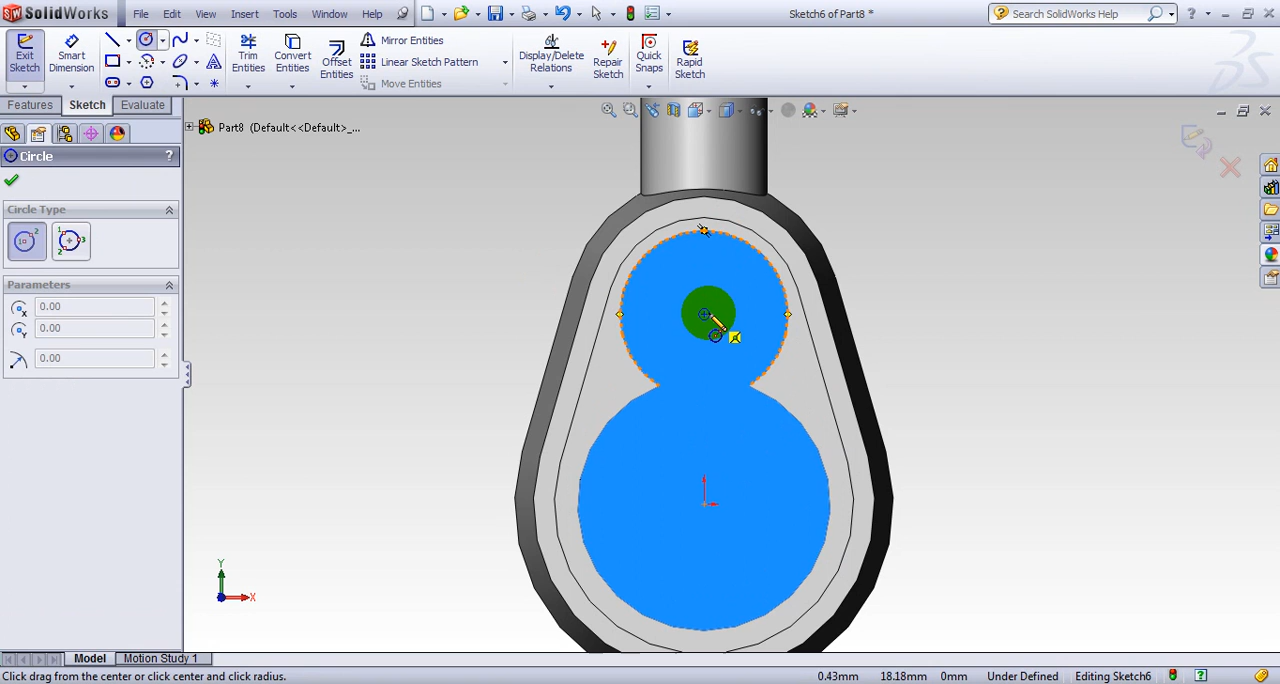 SolidWorks File Edit View Insert Tools Window Help Sketch6 of Part8 * Search SolidWorks Help
Exit Sketch
Smart Dimension
Trim Entities
Convert Entities
Offset Entities
Mirror Entities
Linear Sketch Pattern
Move Entities
Display/Delete Relations
Repair Sketch
Quick Snaps
Rapid Sketch
Features Sketch Evaluate
Part8 (Default<<Default>_...
Circle ?
Circle Type
Parameters
0.00
0.00
0.00
Y
X
Model Motion Study 1
Click drag from the center or click center and click radius. 0.43mm 18.18mm 0mm Under Defined Editing Sketch6